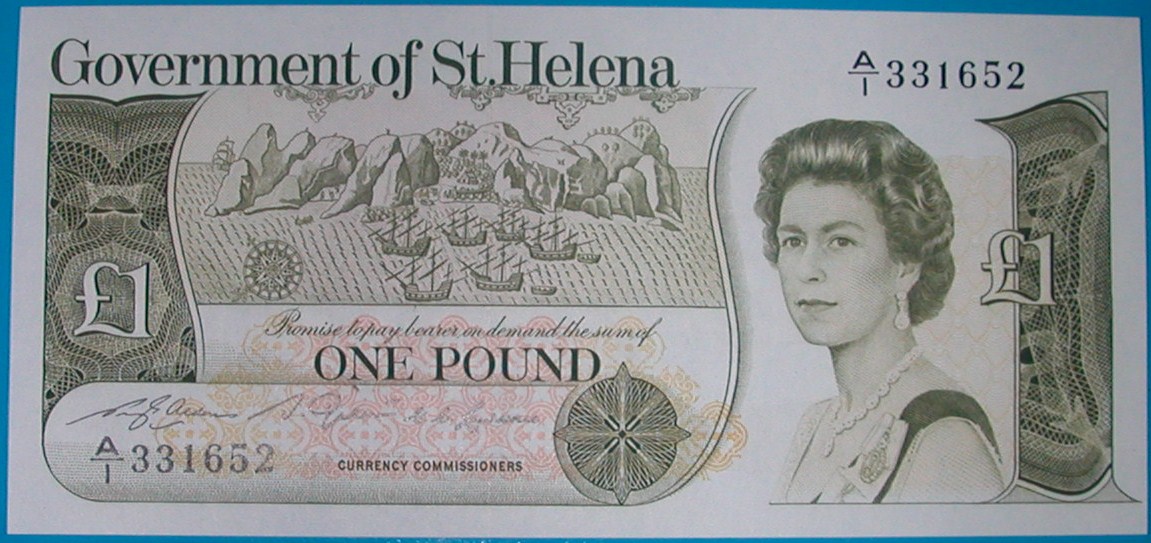 Government of St.Helena
A/1 331652
£1
£1
Promise to pay bearer on demand the sum of
ONE POUND
A/1 331652
CURRENCY COMMISSIONERS